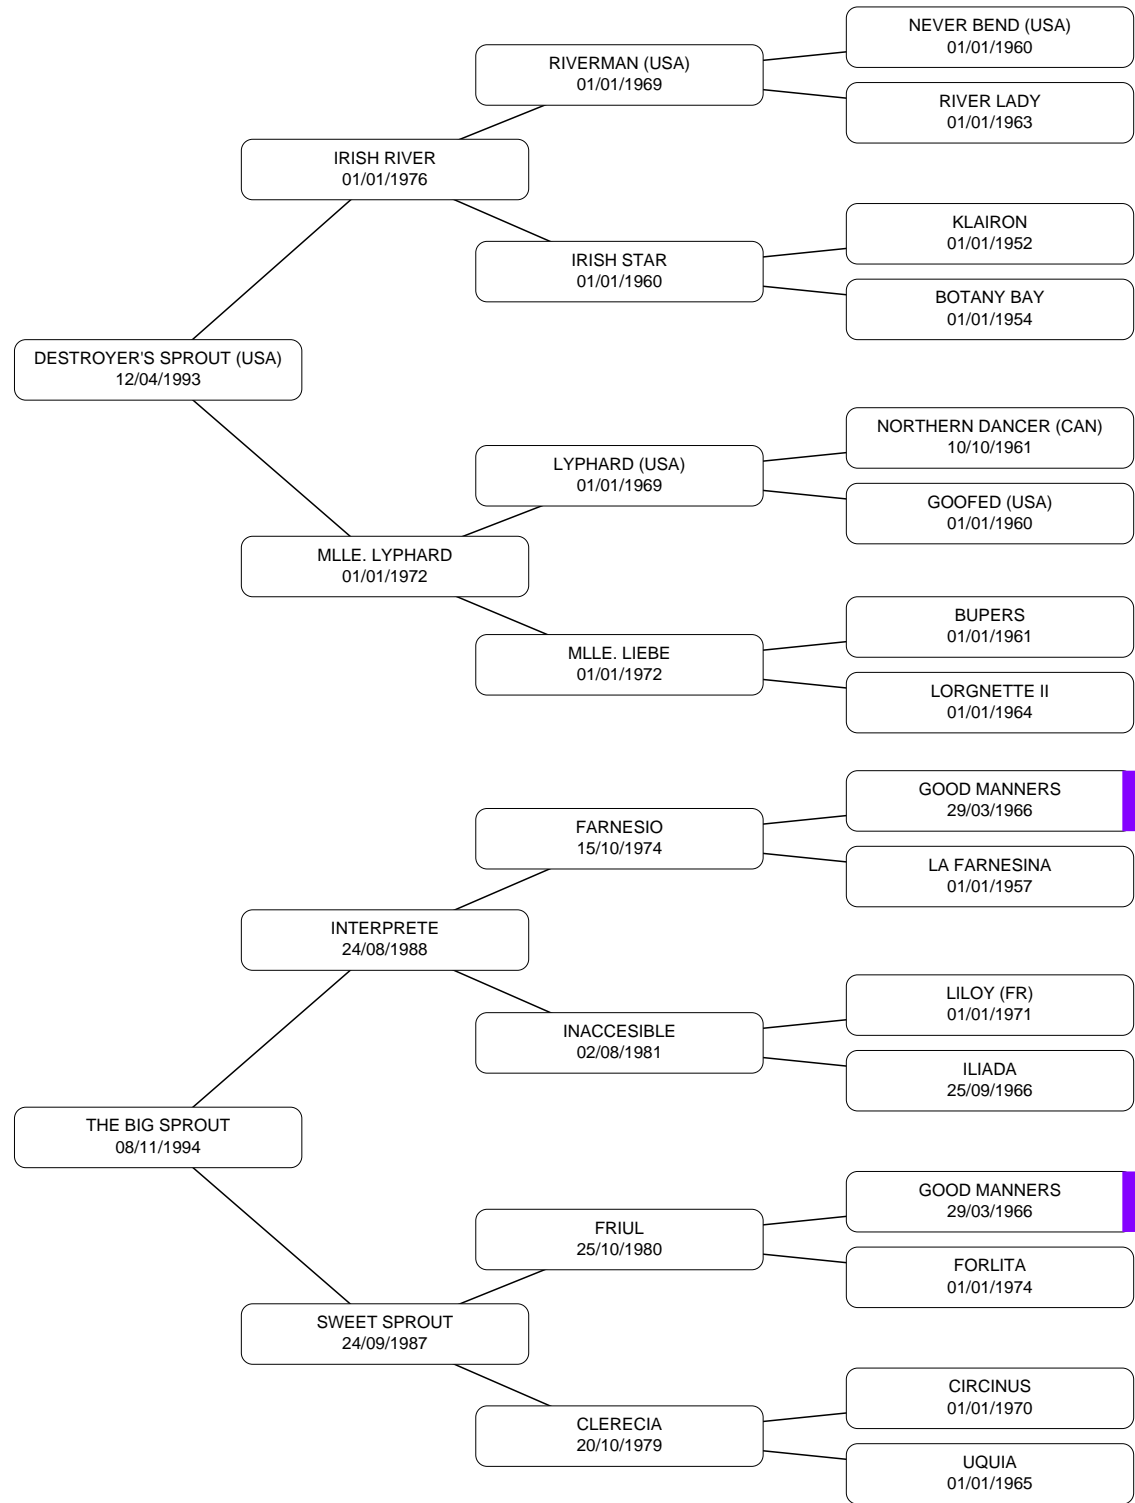 NEVER BEND (USA)
01/01/1960
RIVERMAN (USA)
01/01/1969
RIVER LADY
01/01/1963
IRISH RIVER
01/01/1976
KLAIRON
01/01/1952
IRISH STAR
01/01/1960
BOTANY BAY
01/01/1954
DESTROYER'S SPROUT (USA)
12/04/1993
NORTHERN DANCER (CAN)
10/10/1961
LYPHARD (USA)
01/01/1969
GOOFED (USA)
01/01/1960
MLLE. LYPHARD
01/01/1972
BUPERS
01/01/1961
MLLE. LIEBE
01/01/1972
LORGNETTE II
01/01/1964
GOOD MANNERS
29/03/1966
FARNESIO
15/10/1974
LA FARNESINA
01/01/1957
INTERPRETE
24/08/1988
LILOY (FR)
01/01/1971
INACCESIBLE
02/08/1981
ILIADA
25/09/1966
THE BIG SPROUT
08/11/1994
GOOD MANNERS
29/03/1966
FRIUL
25/10/1980
FORLITA
01/01/1974
SWEET SPROUT
24/09/1987
CIRCINUS
01/01/1970
CLERECIA
20/10/1979
UQUIA
01/01/1965